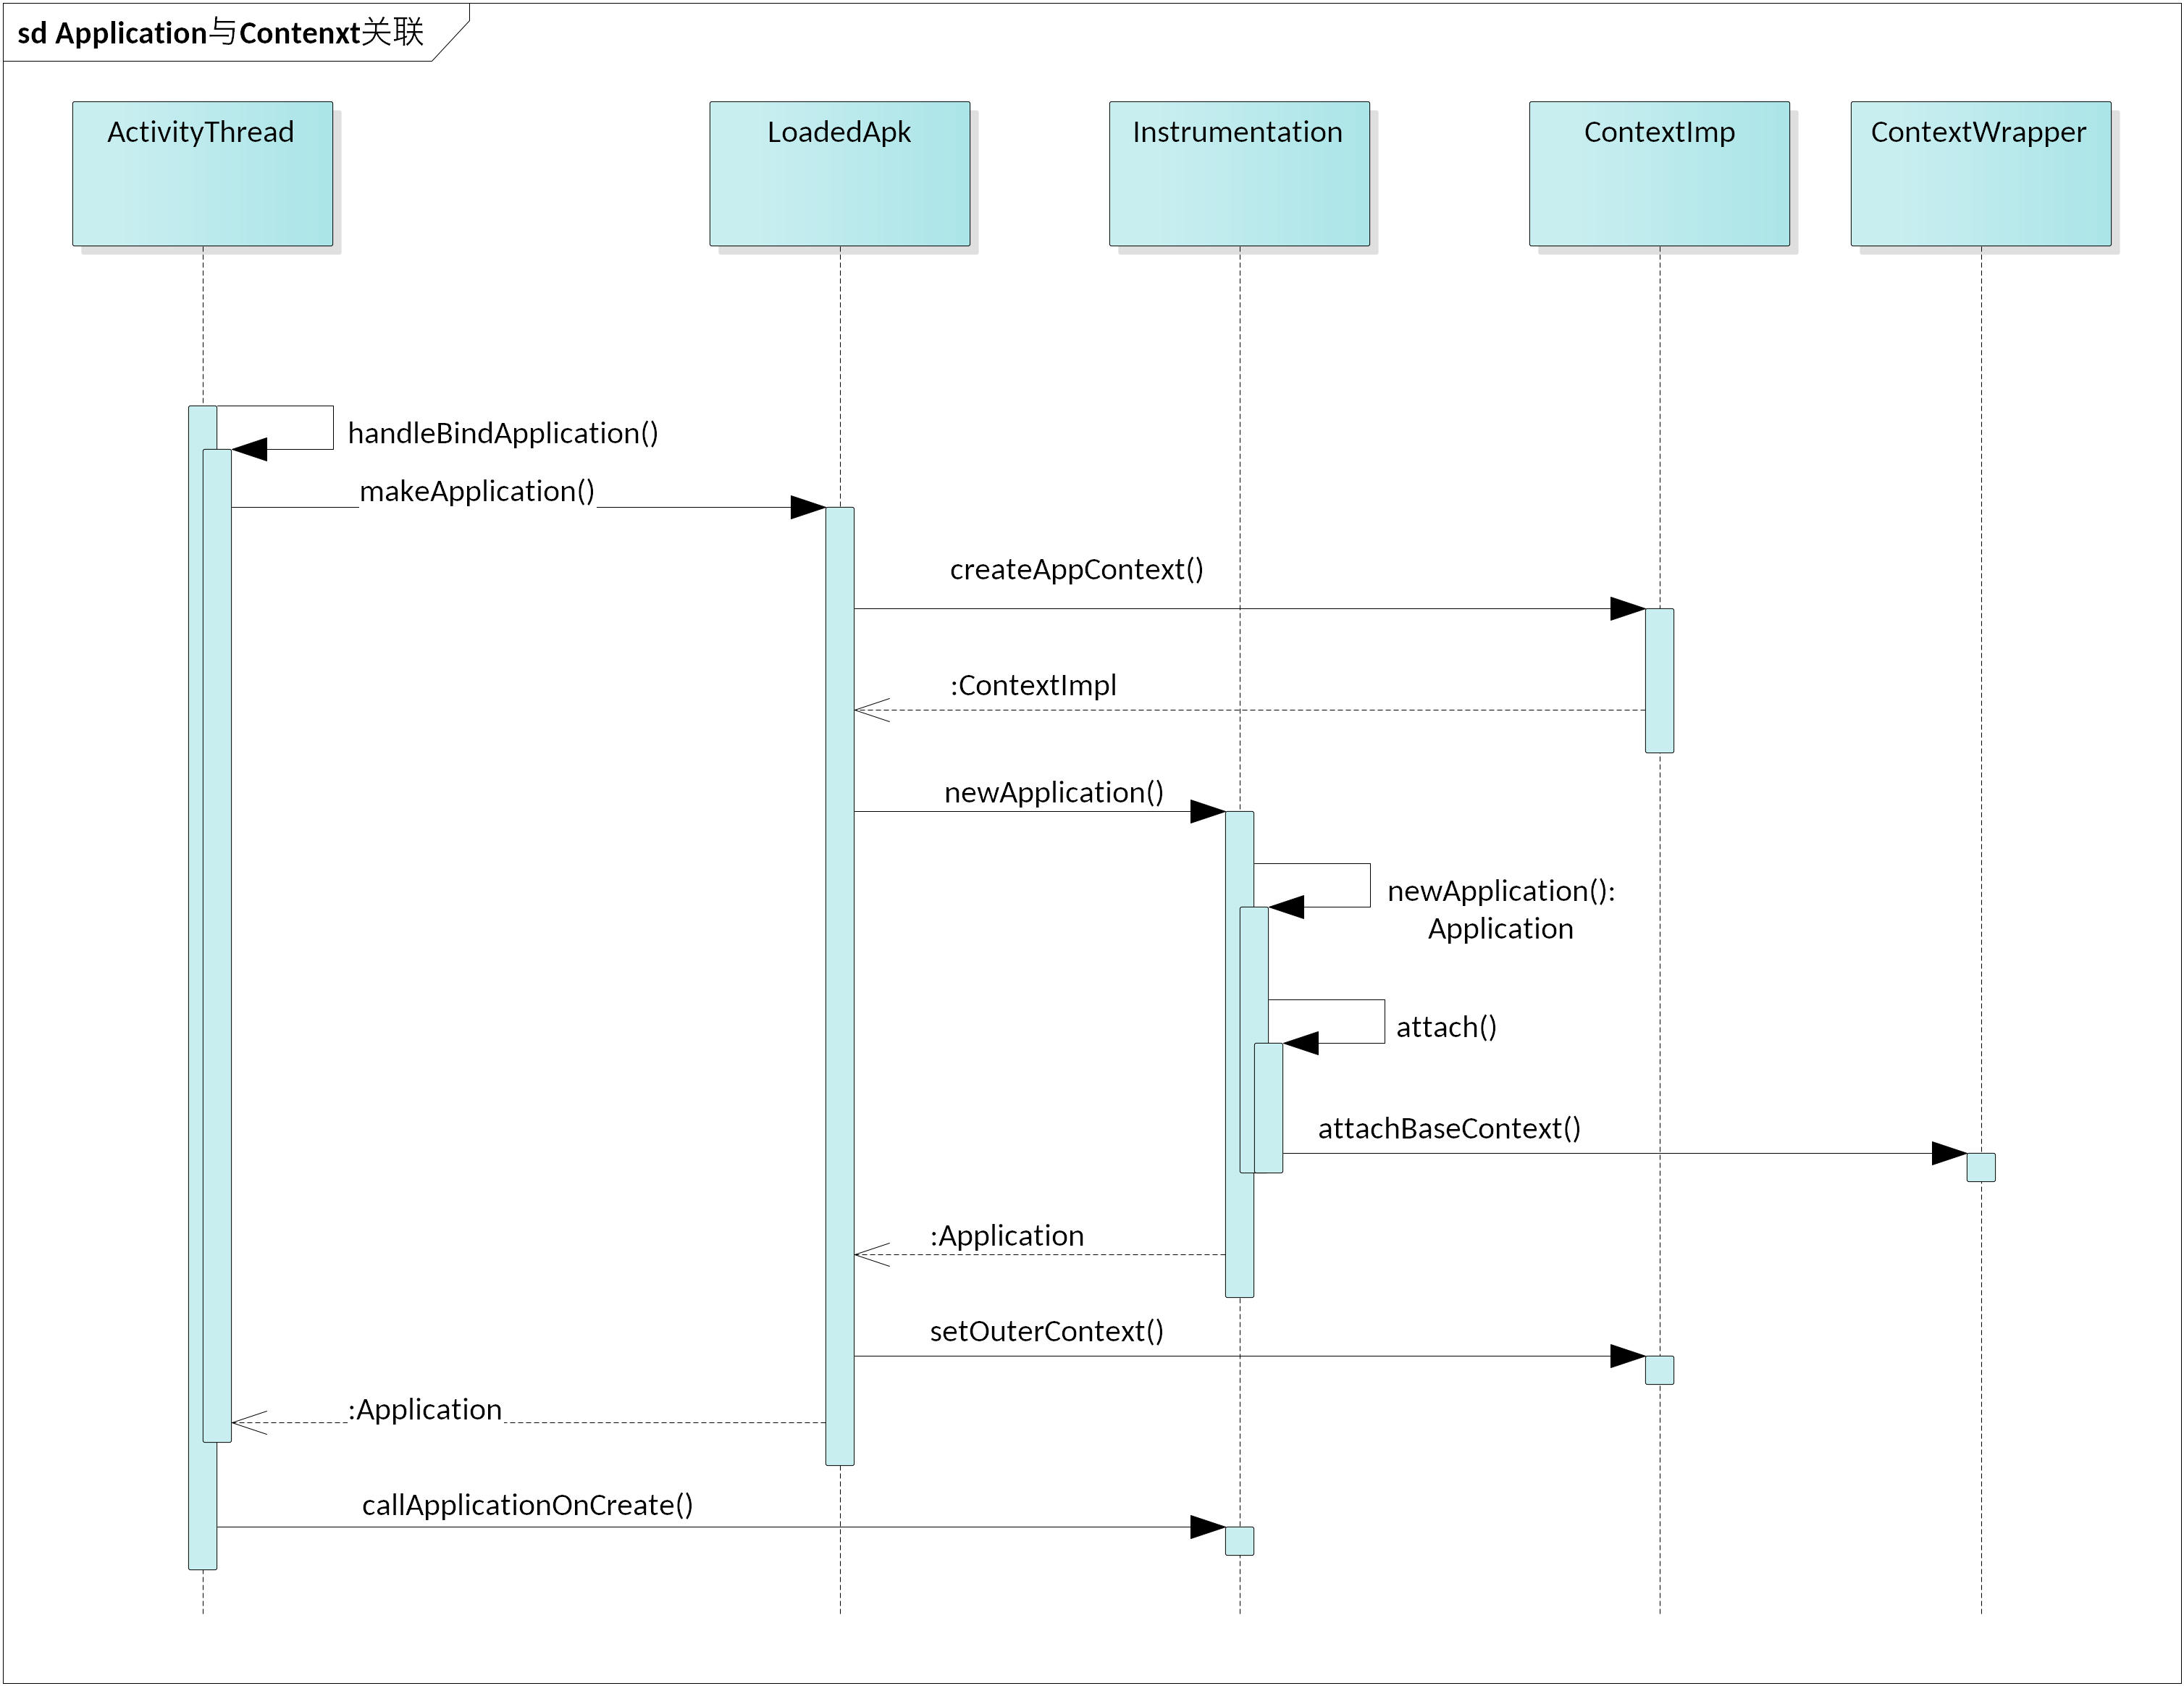 sd Application与Contenxt关联
ActivityThread
LoadedApk
Instrumentation
ContextImp
ContextWrapper
handleBindApplication()
makeApplication()
createAppContext()
:ContextImpl
newApplication()
newApplication():
Application
attach()
attachBaseContext()
:Application
setOuterContext()
:Application
callApplicationOnCreate()